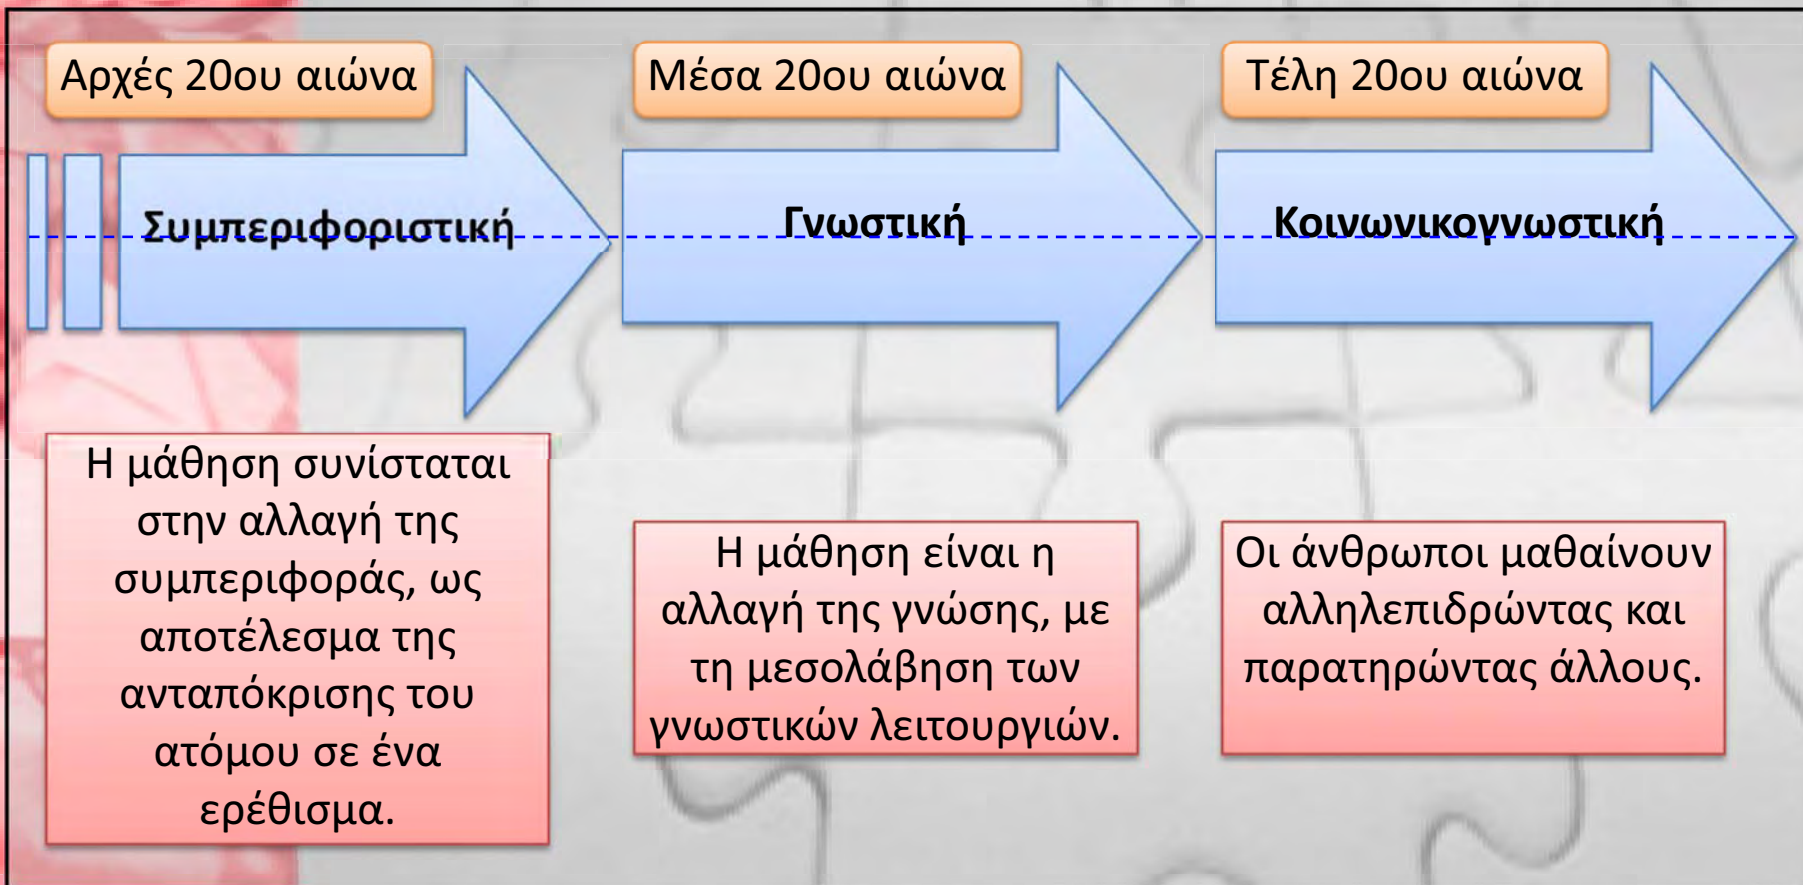 Αρχές 20ου αιώνα
Μέσα 20ου αιώνα
Τέλη 20ου αιώνα
Συμπεριφοριστική
Γνωστική
Κοινωνικογνωστική
Η μάθηση συνίσταται
στην αλλαγή της
συμπεριφοράς, ως
αποτέλεσμα της
ανταπόκρισης του
ατόμου σε ένα
ερέθισμα.
Η μάθηση είναι η
αλλαγή της γνώσης, με
τη μεσολάβηση των
γνωστικών λειτουργιών.
Οι άνθρωποι μαθαίνουν
αλληλεπιδρώντας και
παρατηρώντας άλλους.